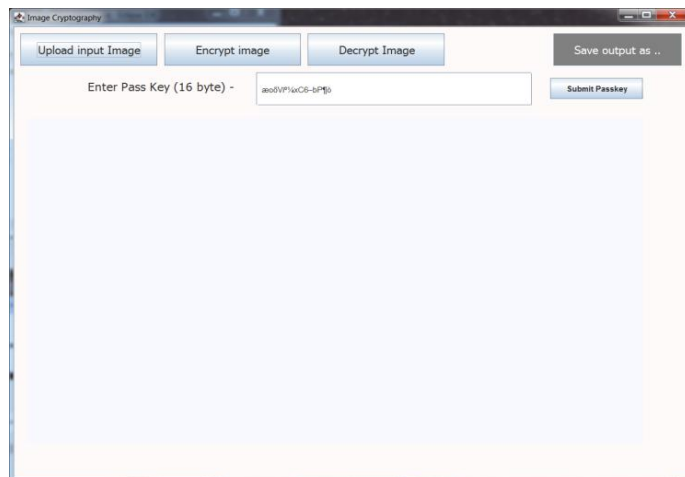 Image Cryptography
Upload input Image Encrypt image Decrypt Image Save output as ..
Enter Pass Key (16 byte) - Submit Passkey